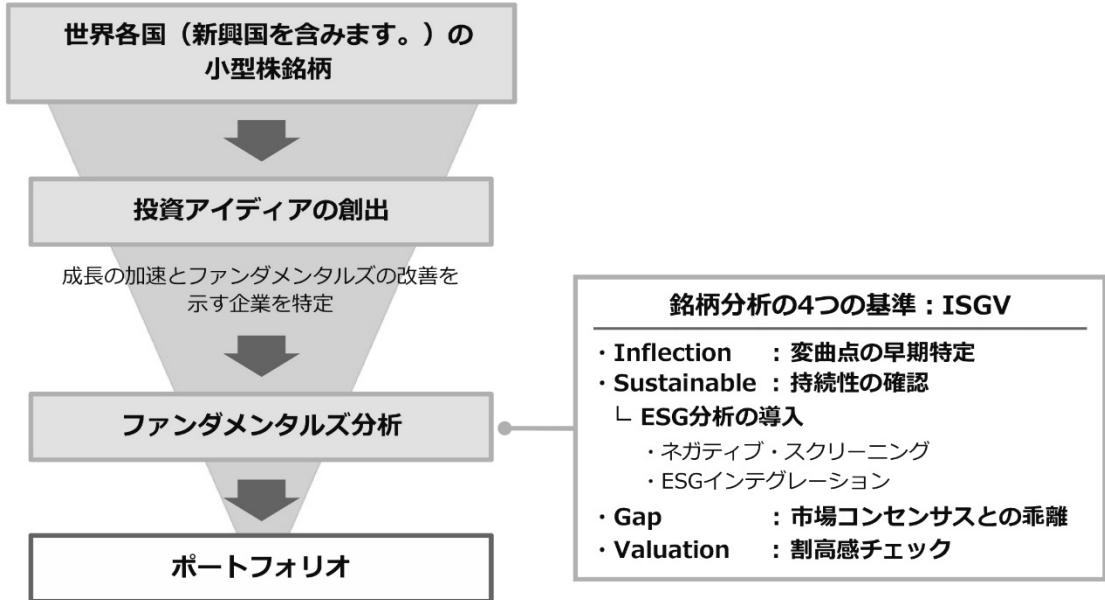 世界各国（新興国を含みます。）の
小型株銘柄
投資アイディアの創出
成長の加速とファンダメンタルズの改善を
示す企業を特定
ファンダメンタルズ分析
ポートフォリオ
銘柄分析の4つの基準：ISGV
・Inflection ：変曲点の早期特定
・Sustainable ：持続性の確認
└ ESG分析の導入
・ネガティブ・スクリーニング
・ESGインテグレーション
・Gap ：市場コンセンサスとの乖離
・Valuation ：割高感チェック